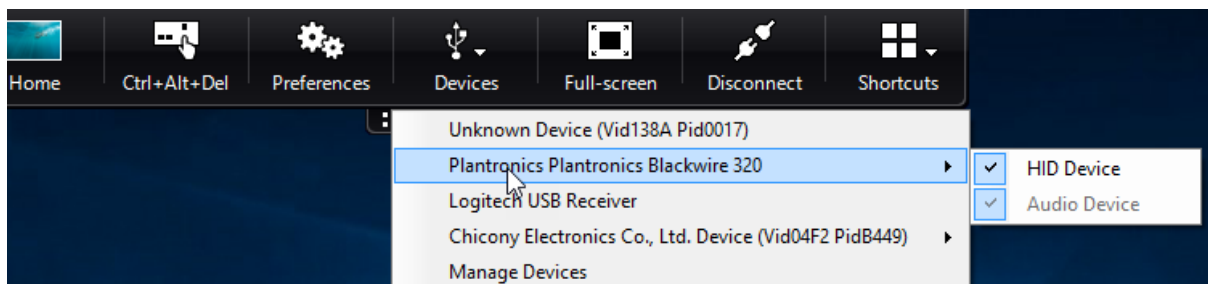 Home Ctrl+Alt+Del Preferences Devices Full-screen Disconnect Shortcuts
Unknown Device (Vid138A Pid0017)
Plantronics Plantronics Blackwire 320
HID Device
Logitech USB Receiver
Audio Device
Chicony Electronics Co., Ltd. Device (Vid04F2 PidB449)
Manage Devices